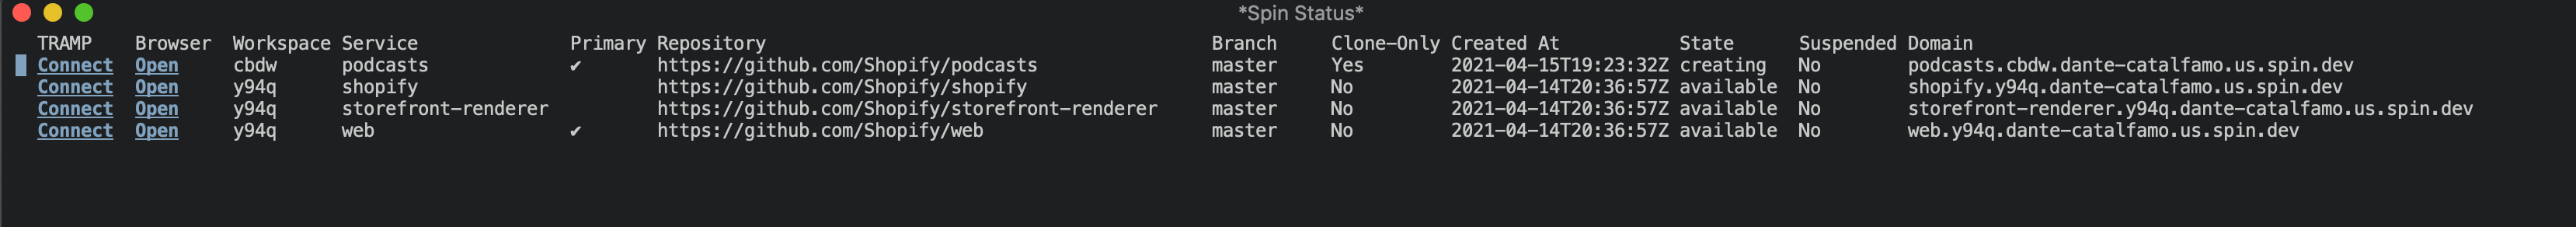 *Spin Status*
TRAMP Browser Workspace Service Primary Repository Branch Clone-Only Created At State Suspended Domain
Connect Open cbdw podcasts ✔ https://github.com/Shopify/podcasts master Yes 2021-04-15T19:23:32Z creating No podcasts.cbdw.dante-catalfamo.us.spin.dev
Connect Open y94q shopify https://github.com/Shopify/shopify master No 2021-04-14T20:36:57Z available No shopify.y94q.dante-catalfamo.us.spin.dev
Connect Open y94q storefront-renderer https://github.com/Shopify/storefront-renderer master No 2021-04-14T20:36:57Z available No storefront-renderer.y94q.dante-catalfamo.us.spin.dev
Connect Open y94q web ✔ https://github.com/Shopify/web master No 2021-04-14T20:36:57Z available No web.y94q.dante-catalfamo.us.spin.dev